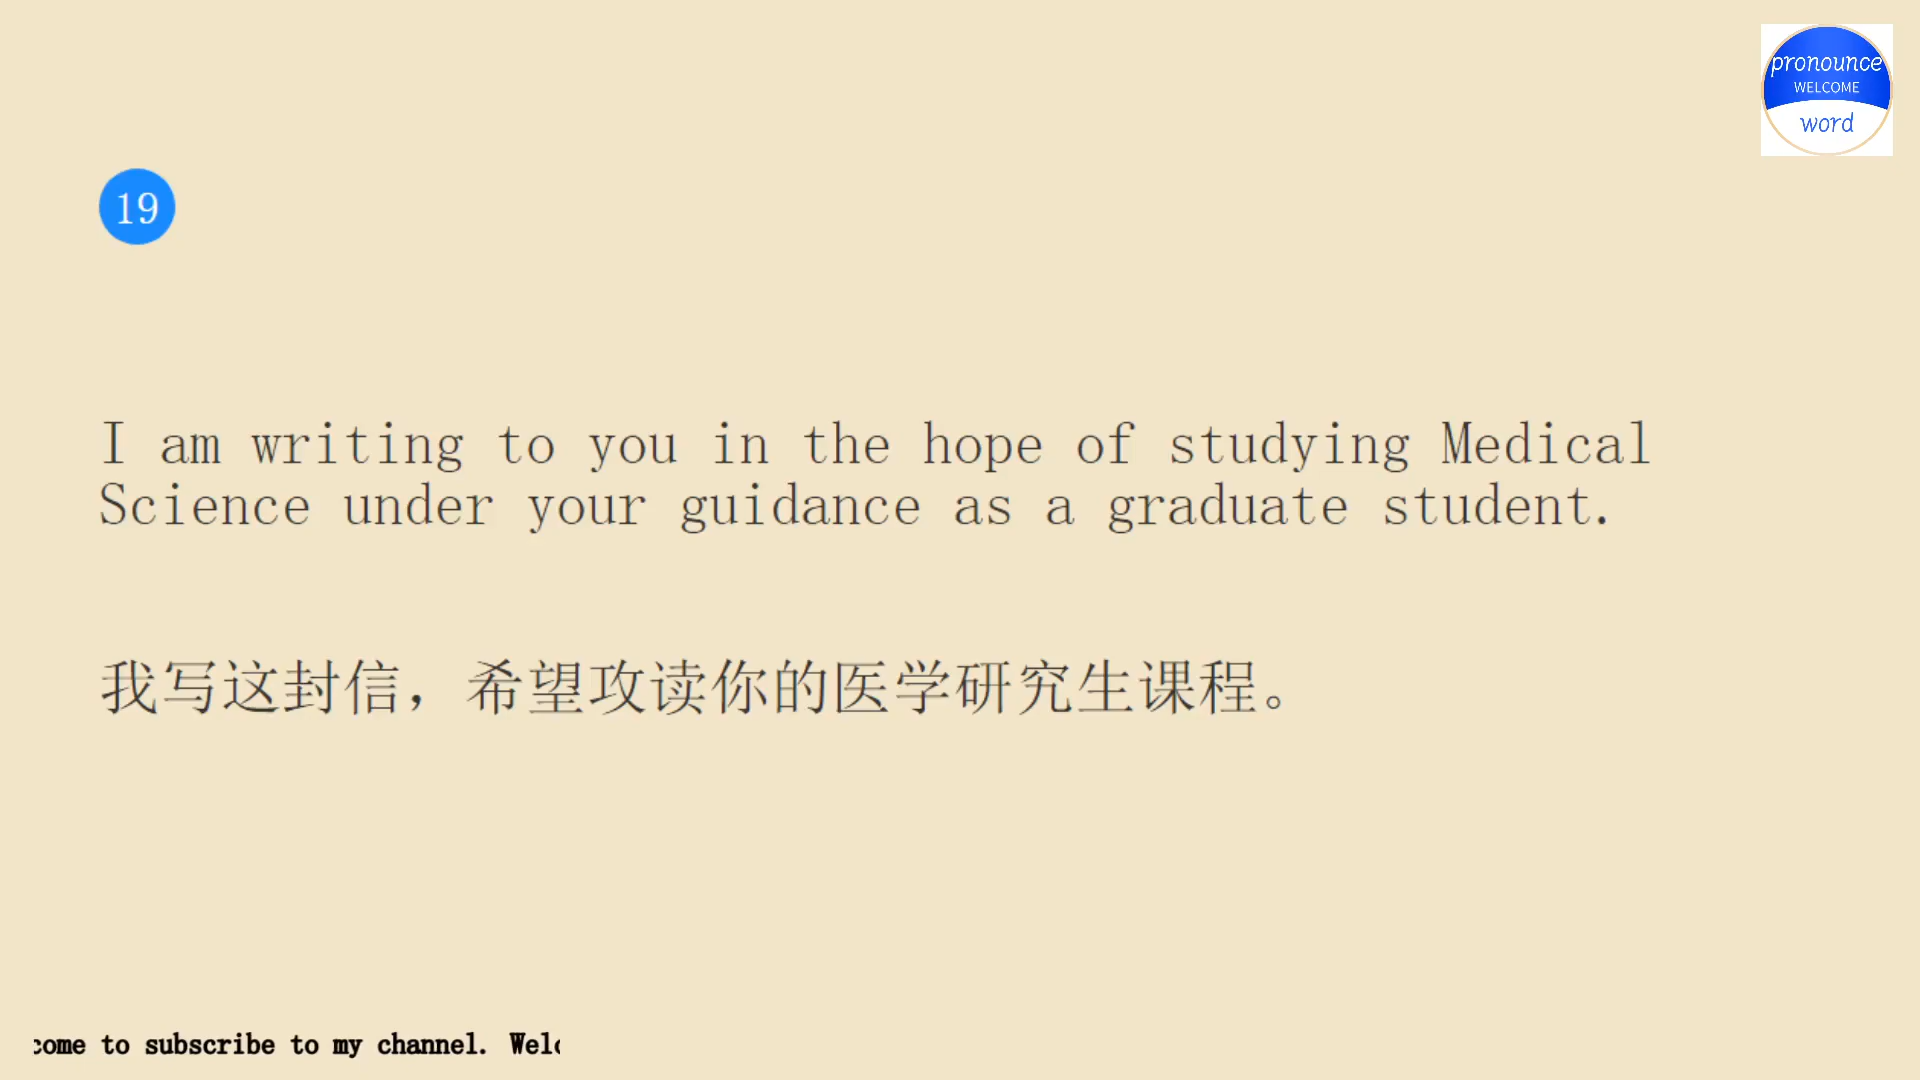 pronounce
WELCOME
word
19
I am writing to you in the hope of studying Medical
Science under your guidance as a graduate student.
我写这封信，希望攻读你的医学研究生课程。
to subscribe to my channel.